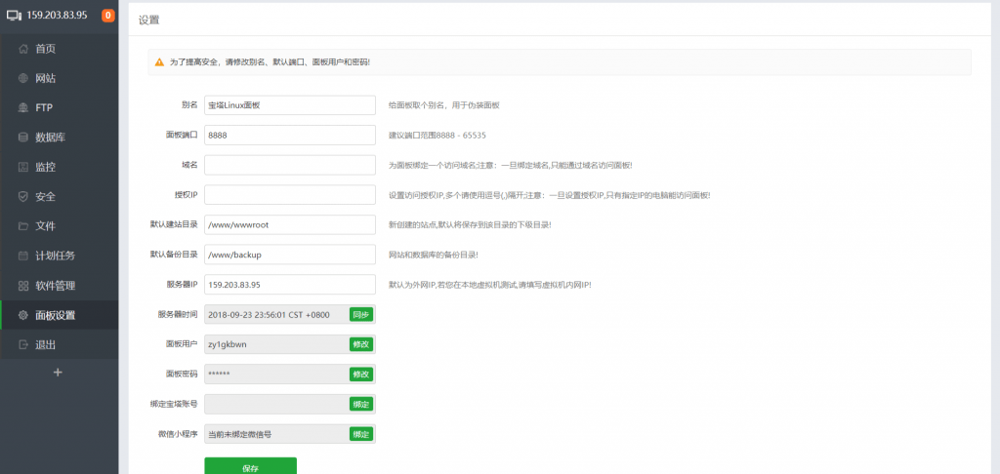 159.203.83.95 0
首页
网站
FTP
数据库
监控
安全
文件
计划任务
软件管理
面板设置
退出
+
设置
为了提高安全，请修改别名、默认端口、面板用户和密码!
别名 宝塔Linux面板 给面板取个别名，用于伪装面板
面板端口 8888 建议端口范围8888 - 65535
域名 为面板绑定一个访问域名;注意：一旦绑定域名,只能通过域名访问面板!
授权IP 设置访问授权IP,多个请使用逗号(,)隔开;注意：一旦设置授权IP,只有指定IP的电脑能访问面板!
默认建站目录 /www/wwwroot 新创建的站点,默认将保存到该目录的下级目录!
默认备份目录 /www/backup 网站和数据库的备份目录!
服务器IP 159.203.83.95 默认为外网IP,若您在本地虚拟机测试,请填写虚拟机内网IP!
服务器时间 2018-09-23 23:56:01 CST +0800 同步
面板用户 zy1gkbwn 修改
面板密码 ****** 修改
绑定宝塔账号 绑定
微信小程序 当前未绑定微信号 绑定
保存